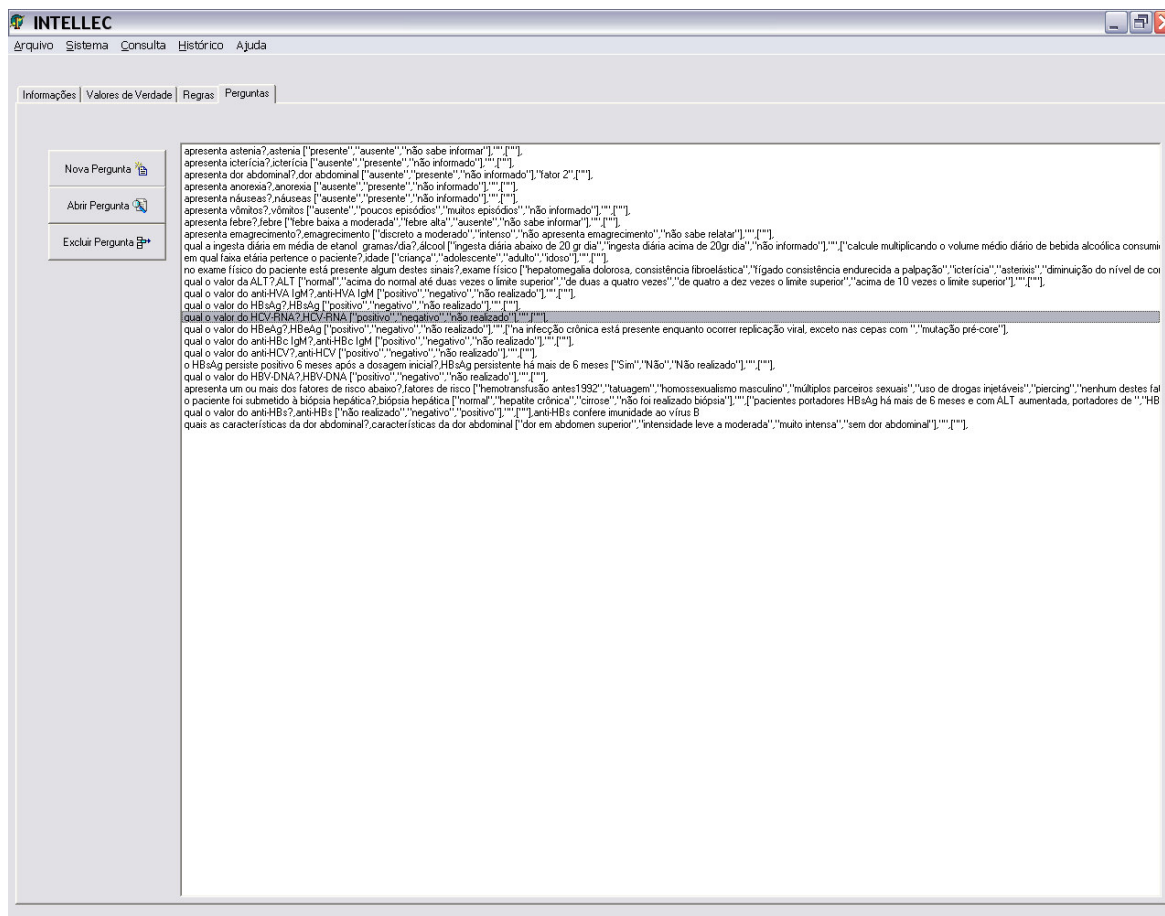 INTELLEC
Arquivo Sistema Consulta Histórico Ajuda
Informações Valores de Verdade Regras Perguntas
Nova Pergunta
Abrir Pergunta
Excluir Pergunta
apresenta astenia?,astenia ["presente","ausente","não sabe informar"],"",[""],
apresenta icterícia?,icterícia ["ausente","presente","não informado"],"",[""],
apresenta dor abdominal?,dor abdominal ["ausente","presente","não informado"],"fator 2",[""],
apresenta anorexia?,anorexia ["ausente","presente","não informado"],"",[""],
apresenta náuseas?,náuseas ["ausente","presente","não informado"],"",[""],
apresenta vômitos?,vômitos ["ausente","poucos episódios","muitos episódios","não informado"],"",[""],
apresenta febre?,febre ["febre baixa a moderada","febre alta","ausente","não sabe informar"],"",[""],
apresenta emagrecimento?,emagrecimento ["discreto a moderado","intenso","não apresenta emagrecimento","não sabe relatar"],"",[""],
qual a ingesta diária em média de etanol gramas/dia?,álcool ["ingesta diária abaixo de 20 gr dia","ingesta diária acima de 20gr dia","não informado"],"",["calcule multiplicando o volume médio diário de bebida alcoólica consumi
em qual faixa etária pertence o paciente?,idade ["criança","adolescente","adulto","idoso"],"",[""],
no exame físico do paciente está presente algum destes sinais?,exame físico ["hepatomegalia dolorosa, consistência fibroelástica","fígado consistência endurecida a palpação","icterícia","asterixis","diminuição do nível de co
qual o valor da ALT?,ALT ["normal","acima do normal até duas vezes o limite superior","de duas a quatro vezes","de quatro a dez vezes o limite superior","acima de 10 vezes o limite superior"],"",[""],
qual o valor do anti-HVA IgM?,anti-HVA IgM ["positivo","negativo","não realizado"],"",[""],
qual o valor do HBsAg?,HBsAg ["positivo","negativo","não realizado"],"",[""],
qual o valor do HCV-RNA?,HCV-RNA ["positivo","negativo","não realizado"],"",[""],
qual o valor do HBeAg?,HBeAg ["positivo","negativo","não realizado"],"",["na infecção crônica está presente enquanto ocorrer replicação viral, exceto nas cepas com ","mutação pré-core"],
qual o valor do anti-HBc IgM?,anti-HBc IgM ["positivo","negativo","não realizado"],"",[""],
qual o valor do anti-HCV?,anti-HCV ["positivo","negativo","não realizado"],"",[""],
o HBsAg persiste positivo 6 meses após a dosagem inicial?,HBsAg persistente há mais de 6 meses ["Sim","Não","Não realizado"],"",[""],
qual o valor do HBV-DNA?,HBV-DNA ["positivo","negativo","não realizado"],"",[""],
apresenta um ou mais dos fatores de risco abaixo?,fatores de risco ["hemotransfusão antes1992","tatuagem","homossexualismo masculino","múltiplos parceiros sexuais","uso de drogas injetáveis","piercing","nenhum destes fa
o paciente foi submetido à biópsia hepática?,biópsia hepática ["normal","hepatite crônica","cirrose","não foi realizado biópsia"],"",["pacientes portadores HBsAg há mais de 6 meses e com ALT aumentada, portadores de ","HB
qual o valor do anti-HBs?,anti-HBs ["não realizado","negativo","positivo"],"",[""],anti-HBs confere imunidade ao vírus B
quais as características da dor abdominal?,características da dor abdominal ["dor em abdomen superior","intensidade leve a moderada","muito intensa","sem dor abdominal"],"",[""],